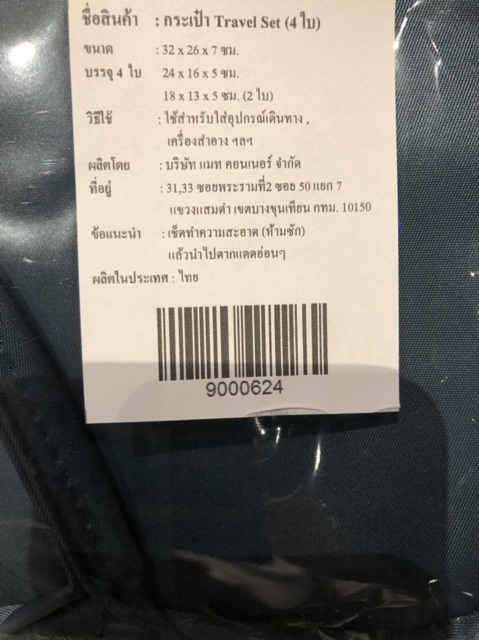 ชื่อสินค้า : กระเป๋า Travel Set (4 ใบ)
ขนาด : 32 x 26 x 7 ซม.
บรรจุ 4 ใบ 24 x 16 x 5 ซม.
18 x 13 x 5 ซม. (2 ใบ)
วิธีใช้ : ใช้สำหรับใส่อุปกรณ์เดินทาง ,
เครื่องสำอาง ฯลฯ
ผลิตโดย : บริษัท แมท คอนเนอร์ จำกัด
ที่อยู่ : 31,33 ซอยพระรามที่2 ซอย 50 แยก 7
แขวงแสมดำ เขตบางขุนเทียน กทม. 10150
ข้อแนะนำ : เช็ดทำความสะอาด (ห้ามซัก)
แล้วนำไปตากแดดอ่อนๆ
ผลิตในประเทศ : ไทย
9000624